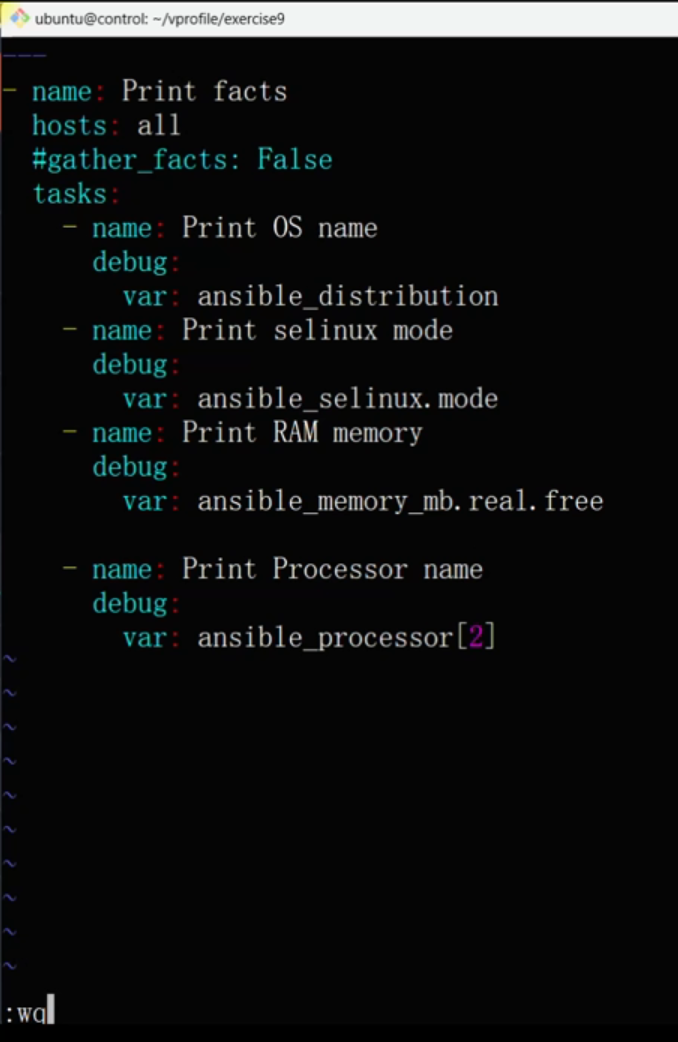 ubuntu@control: ~/vprofile/exercise9
---
- name: Print facts
  hosts: all
  #gather_facts: False
  tasks:
    - name: Print OS name
      debug:
        var: ansible_distribution
    - name: Print selinux mode
      debug:
        var: ansible_selinux.mode
    - name: Print RAM memory
      debug:
        var: ansible_memory_mb.real.free

    - name: Print Processor name
      debug:
        var: ansible_processor[2]
~
~
~
~
~
~
~
~
~
~
:wq